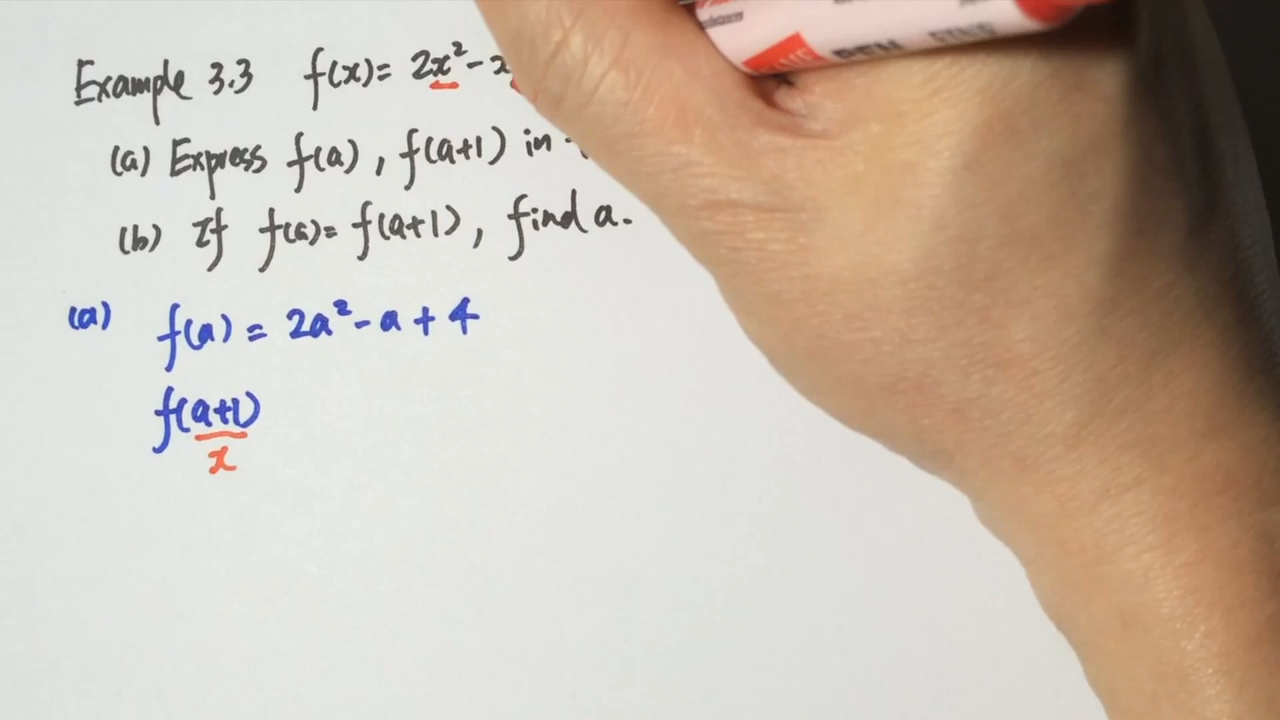 Example 3.3 f(x)= 2x²-x
(a) Express f(a), f(a+1) in
(b) If f(a)= f(a+1), find a.
(a) f(a) = 2a²-a+4
f(a+1)
x